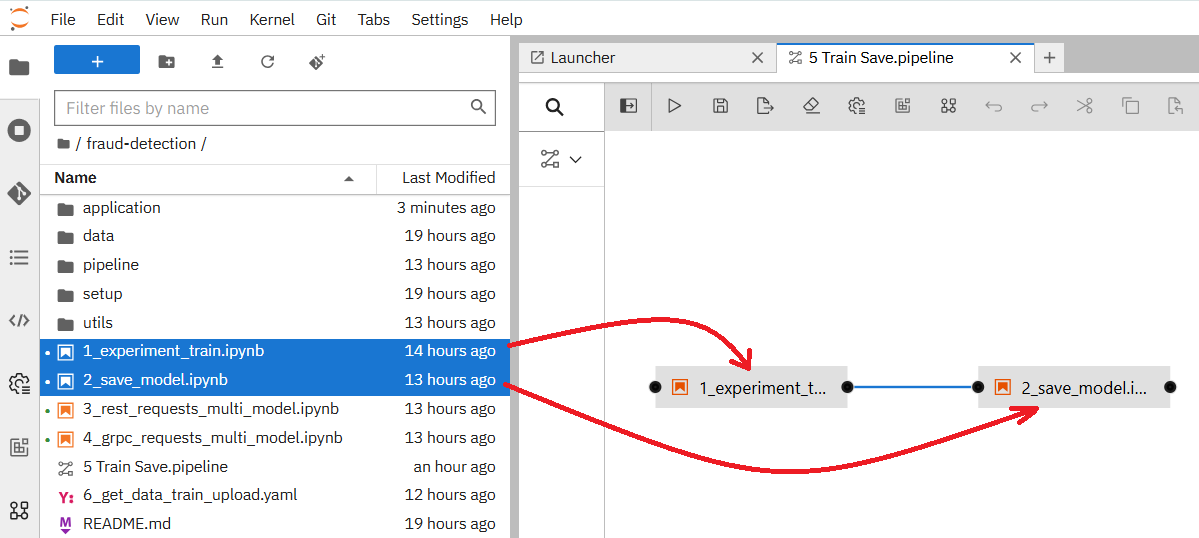 File Edit View Run Kernel Git Tabs Settings Help
Launcher
5 Train Save.pipeline
Filter files by name
/ fraud-detection /
Name Last Modified
application 3 minutes ago
data 19 hours ago
pipeline 13 hours ago
setup 19 hours ago
utils 13 hours ago
1_experiment_train.ipynb 14 hours ago
2_save_model.ipynb 13 hours ago
3_rest_requests_multi_model.ipynb 13 hours ago
4_grpc_requests_multi_model.ipynb 13 hours ago
5 Train Save.pipeline an hour ago
Y: 6_get_data_train_upload.yaml 12 hours ago
M README.md 19 hours ago
1_experiment_t...
2_save_model.i...